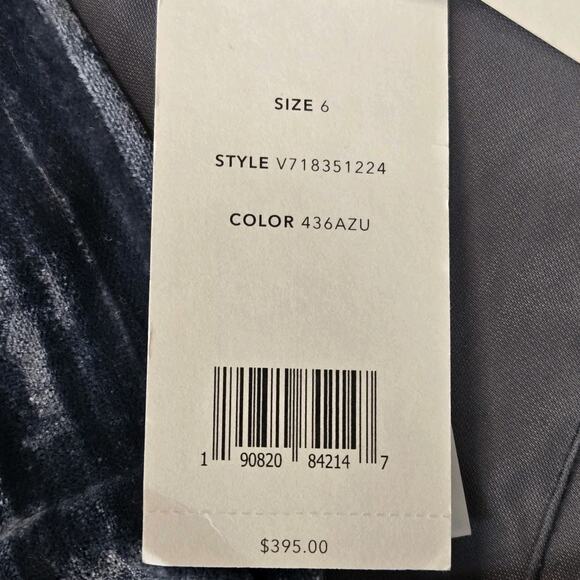 SIZE 6
STYLE V718351224
COLOR 436AZU
1 90820 84214 7
$395.00